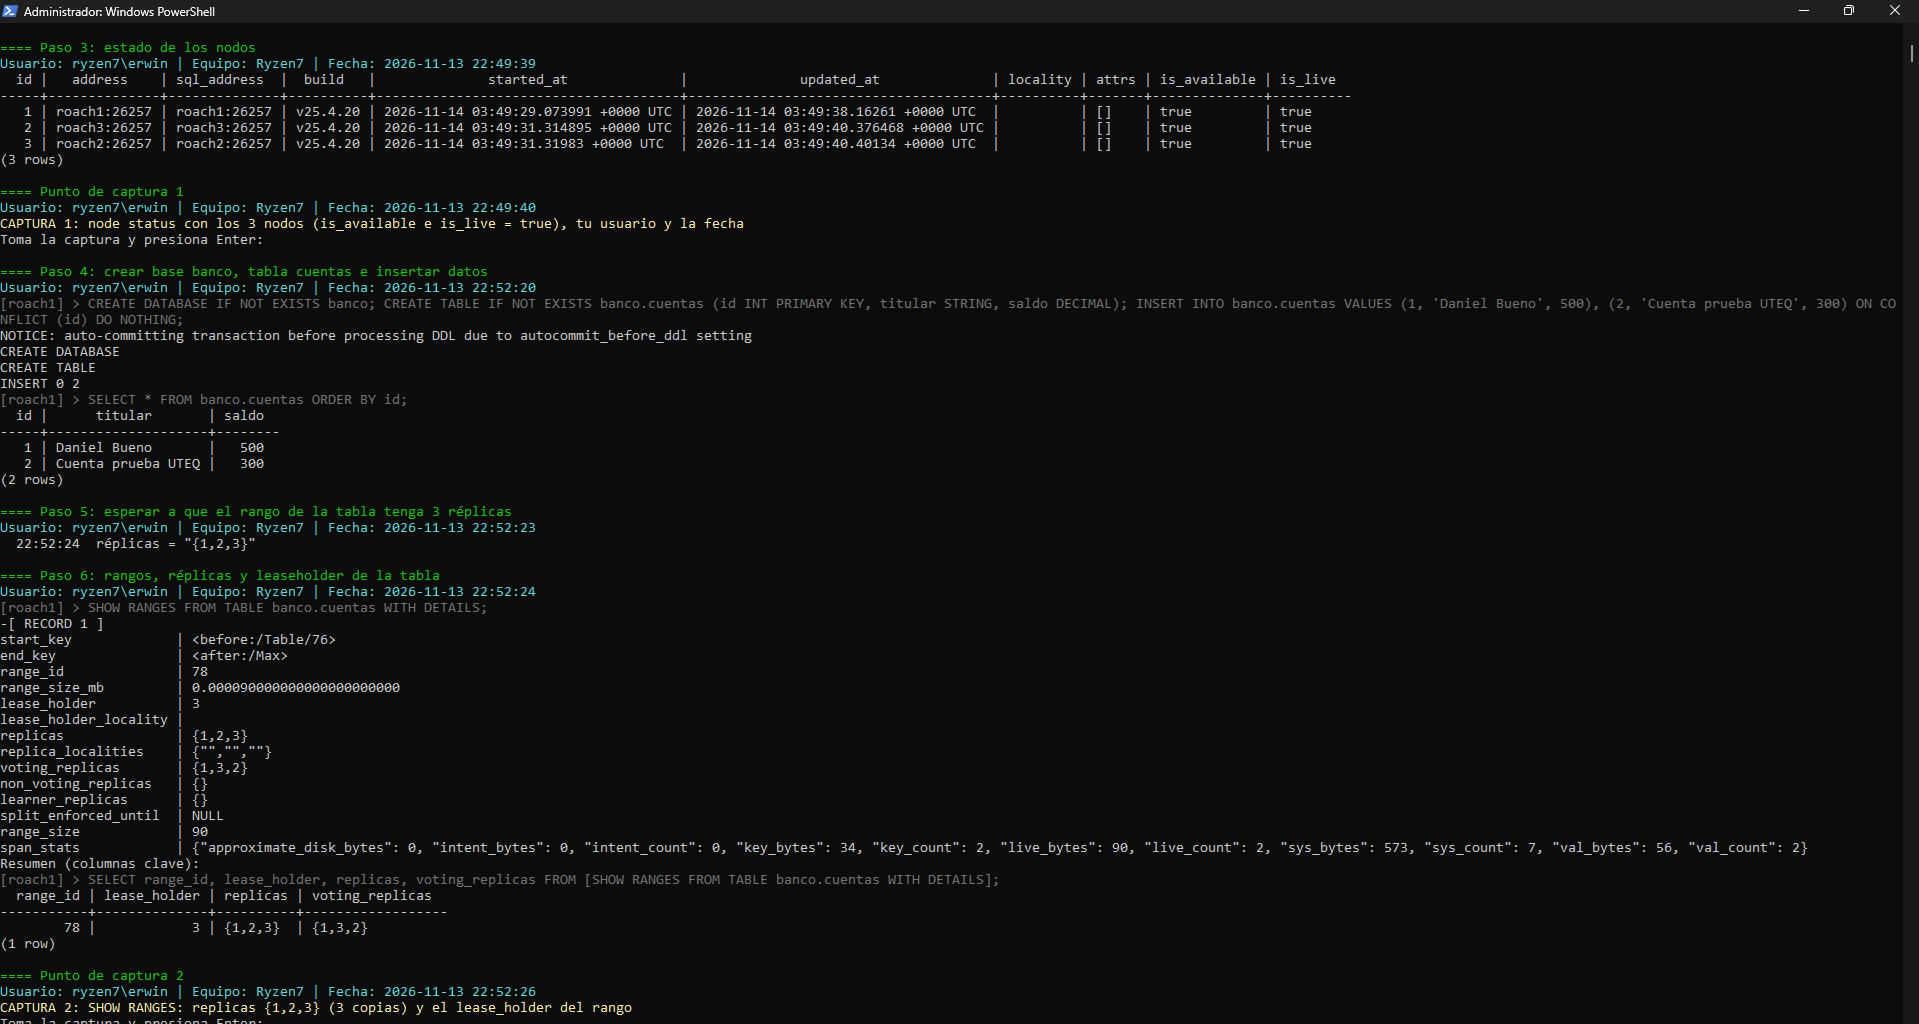 Administrador: Windows PowerShell
==== Paso 3: estado de los nodos
Usuario: ryzen7\erwin | Equipo: Ryzen7 | Fecha: 2026-11-13 22:49:39
  id |   address    | sql_address  |  build   |              started_at              |              updated_at              | locality | attrs | is_available | is_live
-----+--------------+--------------+----------+--------------------------------------+--------------------------------------+----------+-------+--------------+----------
   1 | roach1:26257 | roach1:26257 | v25.4.20 | 2026-11-14 03:49:29.073991 +0000 UTC | 2026-11-14 03:49:38.16261 +0000 UTC  |          | []    | true         | true
   2 | roach3:26257 | roach3:26257 | v25.4.20 | 2026-11-14 03:49:31.314895 +0000 UTC | 2026-11-14 03:49:40.376468 +0000 UTC |          | []    | true         | true
   3 | roach2:26257 | roach2:26257 | v25.4.20 | 2026-11-14 03:49:31.31983 +0000 UTC  | 2026-11-14 03:49:40.40134 +0000 UTC  |          | []    | true         | true
(3 rows)
==== Punto de captura 1
Usuario: ryzen7\erwin | Equipo: Ryzen7 | Fecha: 2026-11-13 22:49:40
CAPTURA 1: node status con los 3 nodos (is_available e is_live = true), tu usuario y la fecha
Toma la captura y presiona Enter:
==== Paso 4: crear base banco, tabla cuentas e insertar datos
Usuario: ryzen7\erwin | Equipo: Ryzen7 | Fecha: 2026-11-13 22:52:20
[roach1] > CREATE DATABASE IF NOT EXISTS banco; CREATE TABLE IF NOT EXISTS banco.cuentas (id INT PRIMARY KEY, titular STRING, saldo DECIMAL); INSERT INTO banco.cuentas VALUES (1, 'Daniel Bueno', 500), (2, 'Cuenta prueba UTEQ', 300) ON CO
NFLICT (id) DO NOTHING;
NOTICE: auto-committing transaction before processing DDL due to autocommit_before_ddl setting
CREATE DATABASE
CREATE TABLE
INSERT 0 2
[roach1] > SELECT * FROM banco.cuentas ORDER BY id;
  id |      titular       | saldo
-----+--------------------+--------
   1 | Daniel Bueno       |   500
   2 | Cuenta prueba UTEQ |   300
(2 rows)
==== Paso 5: esperar a que el rango de la tabla tenga 3 réplicas
Usuario: ryzen7\erwin | Equipo: Ryzen7 | Fecha: 2026-11-13 22:52:23
  22:52:24  réplicas = "{1,2,3}"
==== Paso 6: rangos, réplicas y leaseholder de la tabla
Usuario: ryzen7\erwin | Equipo: Ryzen7 | Fecha: 2026-11-13 22:52:24
[roach1] > SHOW RANGES FROM TABLE banco.cuentas WITH DETAILS;
-[ RECORD 1 ]
start_key             | <before:/Table/76>
end_key               | <after:/Max>
range_id              | 78
range_size_mb         | 0.000090000000000000000000
lease_holder          | 3
lease_holder_locality |
replicas              | {1,2,3}
replica_localities    | {"","",""}
voting_replicas       | {1,3,2}
non_voting_replicas   | {}
learner_replicas      | {}
split_enforced_until  | NULL
range_size            | 90
span_stats            | {"approximate_disk_bytes": 0, "intent_bytes": 0, "intent_count": 0, "key_bytes": 34, "key_count": 2, "live_bytes": 90, "live_count": 2, "sys_bytes": 573, "sys_count": 7, "val_bytes": 56, "val_count": 2}
Resumen (columnas clave):
[roach1] > SELECT range_id, lease_holder, replicas, voting_replicas FROM [SHOW RANGES FROM TABLE banco.cuentas WITH DETAILS];
  range_id | lease_holder | replicas | voting_replicas
-----------+--------------+----------+------------------
        78 |            3 | {1,2,3}  | {1,3,2}
(1 row)
==== Punto de captura 2
Usuario: ryzen7\erwin | Equipo: Ryzen7 | Fecha: 2026-11-13 22:52:26
CAPTURA 2: SHOW RANGES: replicas {1,2,3} (3 copias) y el lease_holder del rango
Toma la captura y presiona Enter: